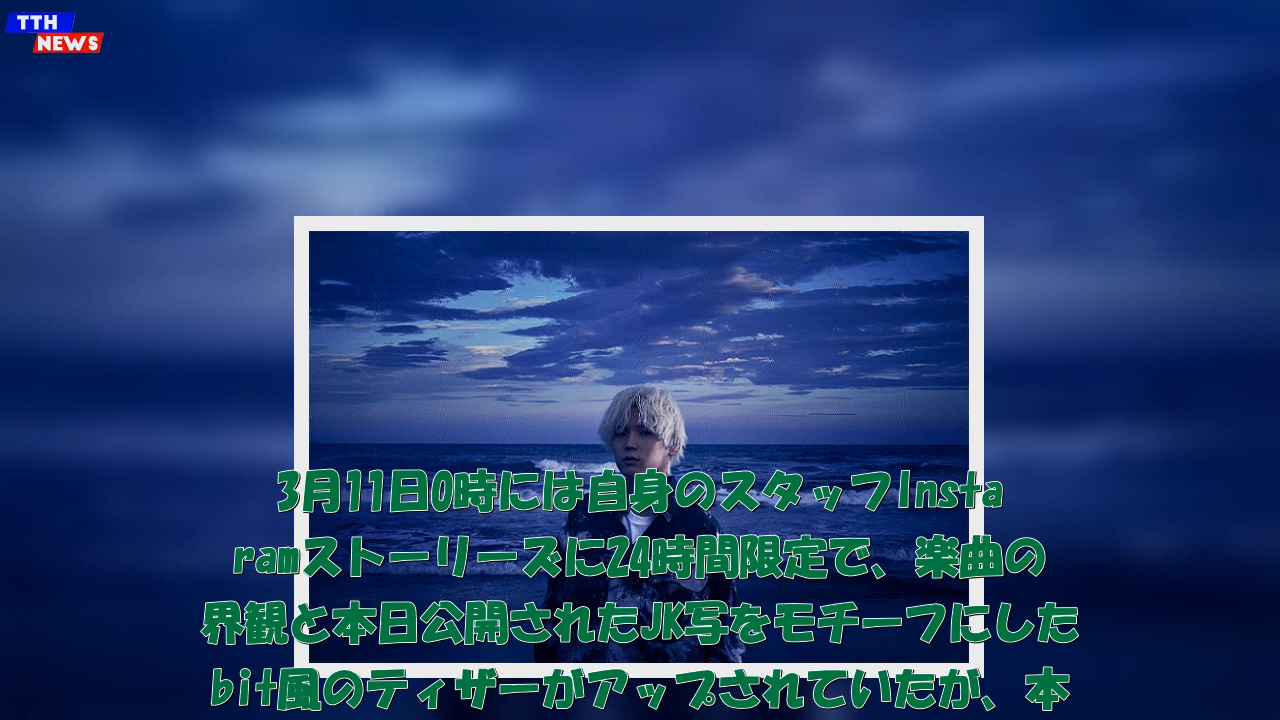 TTH
NEWS
3月11日0時には自身のスタッフInsta
ramストーリーズに24時間限定で、楽曲の
界観と本日公開されたJK写をモチーフにした
bit風のティザーがアップされていたが、本